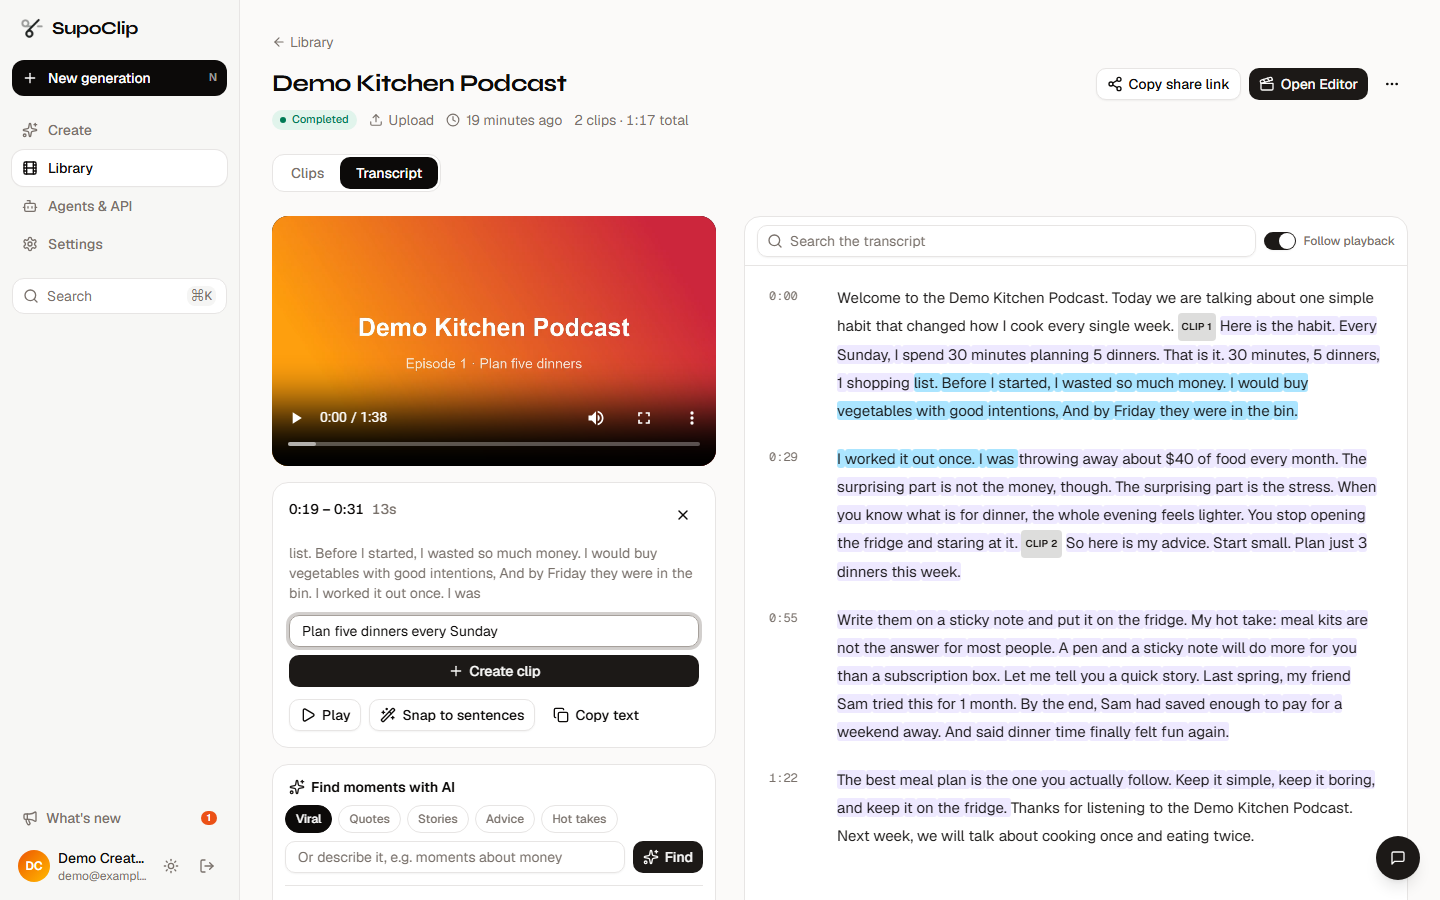 SupoClip
New generation N
Create
Library
Agents & API
Settings
Search ⌘K
What's new 1
DC
Demo Creat...
demo@exampl...
← Library
Demo Kitchen Podcast
Copy share link
Open Editor
Completed Upload 19 minutes ago 2 clips · 1:17 total
Clips Transcript
Demo Kitchen Podcast
Episode 1 · Plan five dinners
0:00 / 1:38
0:19 – 0:31 13s
list. Before I started, I wasted so much money. I would buy
vegetables with good intentions, And by Friday they were in the
bin. I worked it out once. I was
Plan five dinners every Sunday
Create clip
Play Snap to sentences Copy text
Find moments with AI
Viral Quotes Stories Advice Hot takes
Or describe it, e.g. moments about money Find
Search the transcript Follow playback
0:00 Welcome to the Demo Kitchen Podcast. Today we are talking about one simple
habit that changed how I cook every single week. CLIP 1 Here is the habit. Every
Sunday, I spend 30 minutes planning 5 dinners. That is it. 30 minutes, 5 dinners,
1 shopping list. Before I started, I wasted so much money. I would buy
vegetables with good intentions, And by Friday they were in the bin.
0:29 I worked it out once. I was throwing away about $40 of food every month. The
surprising part is not the money, though. The surprising part is the stress. When
you know what is for dinner, the whole evening feels lighter. You stop opening
the fridge and staring at it. CLIP 2 So here is my advice. Start small. Plan just 3
dinners this week.
0:55 Write them on a sticky note and put it on the fridge. My hot take: meal kits are
not the answer for most people. A pen and a sticky note will do more for you
than a subscription box. Let me tell you a quick story. Last spring, my friend
Sam tried this for 1 month. By the end, Sam had saved enough to pay for a
weekend away. And said dinner time finally felt fun again.
1:22 The best meal plan is the one you actually follow. Keep it simple, keep it boring,
and keep it on the fridge. Thanks for listening to the Demo Kitchen Podcast.
Next week, we will talk about cooking once and eating twice.